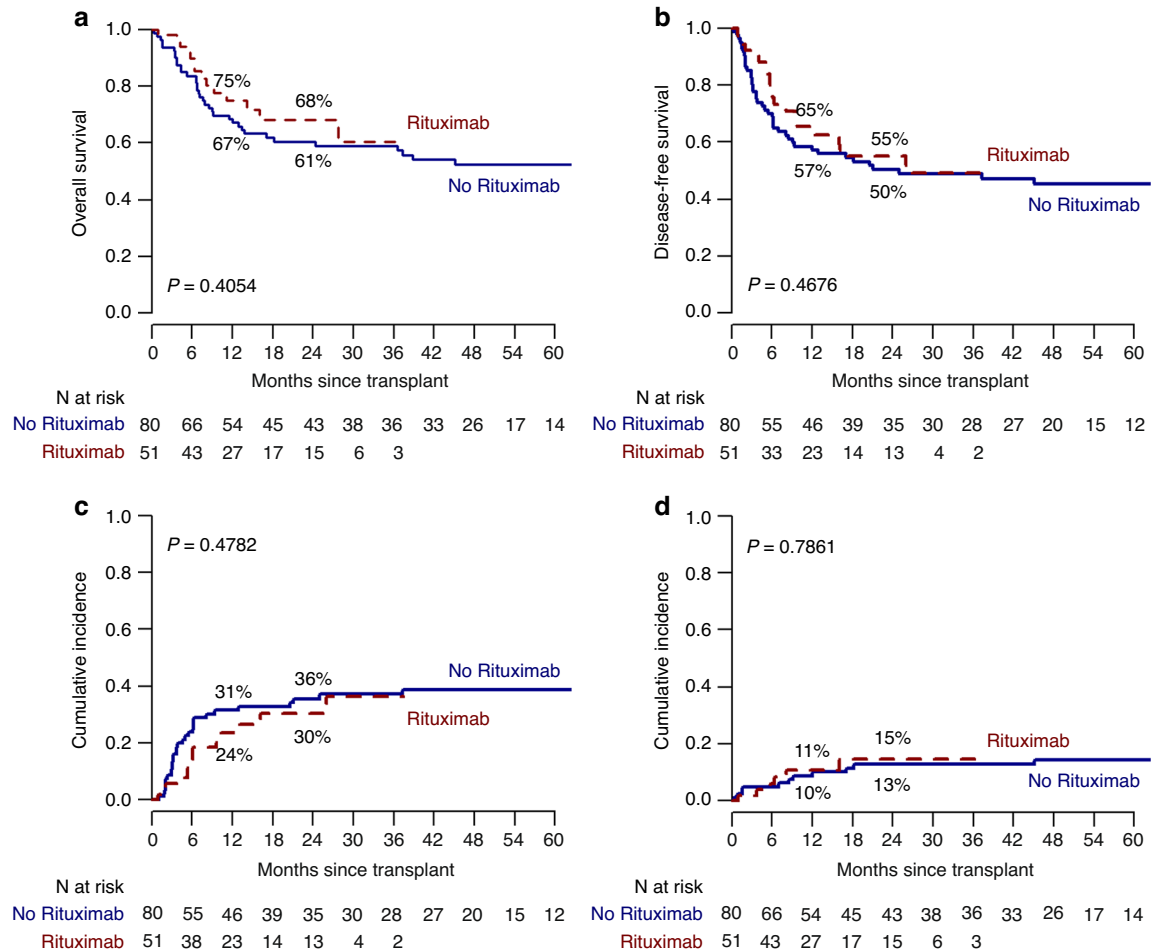 a
1.0
0.8
0.6
0.4
0.2
0.0
Overall survival
75%
68%
67%
61%
Rituximab
No Rituximab
P = 0.4054
0 6 12 18 24 30 36 42 48 54 60
Months since transplant
N at risk
No Rituximab 80 66 54 45 43 38 36 33 26 17 14
Rituximab 51 43 27 17 15 6 3
b
1.0
0.8
0.6
0.4
0.2
0.0
Disease-free survival
65%
55%
57%
50%
Rituximab
No Rituximab
P = 0.4676
0 6 12 18 24 30 36 42 48 54 60
Months since transplant
N at risk
No Rituximab 80 55 46 39 35 30 28 27 20 15 12
Rituximab 51 33 23 14 13 4 2
c
1.0
0.8
0.6
0.4
0.2
0.0
Cumulative incidence
P = 0.4782
31%
36%
24%
30%
No Rituximab
Rituximab
0 6 12 18 24 30 36 42 48 54 60
Months since transplant
N at risk
No Rituximab 80 55 46 39 35 30 28 27 20 15 12
Rituximab 51 38 23 14 13 4 2
d
1.0
0.8
0.6
0.4
0.2
0.0
Cumulative incidence
P = 0.7861
11%
15%
10%
13%
Rituximab
No Rituximab
0 6 12 18 24 30 36 42 48 54 60
Months since transplant
N at risk
No Rituximab 80 66 54 45 43 38 36 33 26 17 14
Rituximab 51 43 27 17 15 6 3